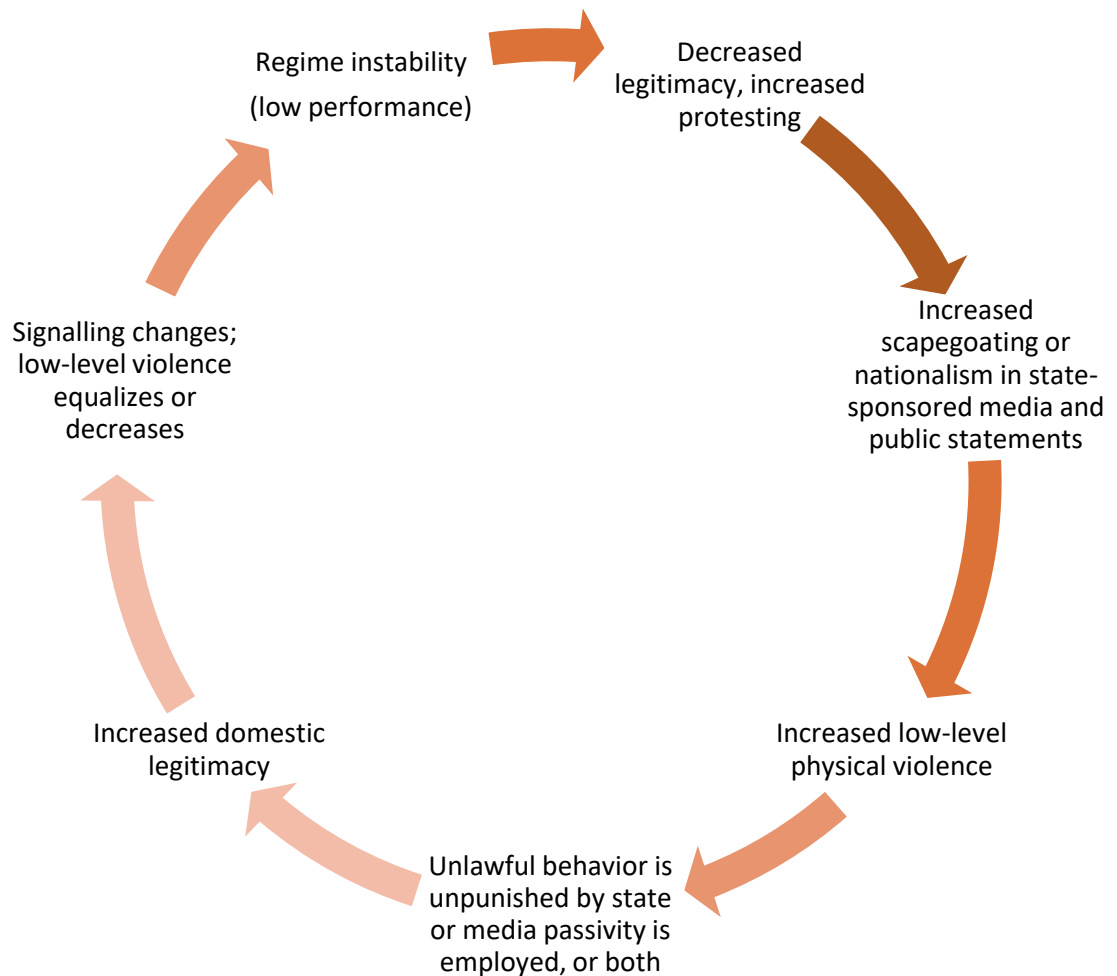 Regime instability
(low performance)
Decreased
legitimacy, increased
protesting
Increased
scapegoating or
nationalism in state-
sponsored media and
public statements
Increased low-level
physical violence
Unlawful behavior is
unpunished by state
or media passivity is
employed, or both
Increased domestic
legitimacy
Signalling changes;
low-level violence
equalizes or
decreases